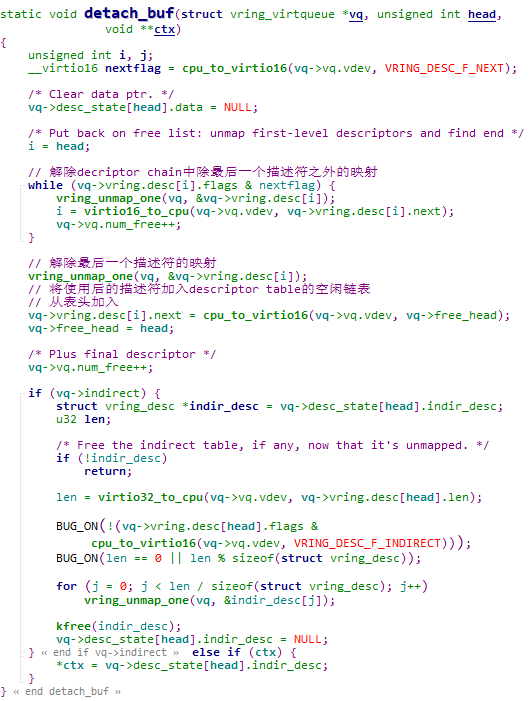 static void detach_buf(struct vring_virtqueue *vq, unsigned int head,
void **ctx)
{
unsigned int i, j;
__virtio16 nextflag = cpu_to_virtio16(vq->vq.vdev, VRING_DESC_F_NEXT);
/* Clear data ptr. */
vq->desc_state[head].data = NULL;
/* Put back on free list: unmap first-level descriptors and find end */
i = head;
// 解除decriptor chain中除最后一个描述符之外的映射
while (vq->vring.desc[i].flags & nextflag) {
vring_unmap_one(vq, &vq->vring.desc[i]);
i = virtio16_to_cpu(vq->vq.vdev, vq->vring.desc[i].next);
vq->vq.num_free++;
}
// 解除最后一个描述符的映射
vring_unmap_one(vq, &vq->vring.desc[i]);
// 将使用后的描述符加入descriptor table的空闲链表
// 从表头加入
vq->vring.desc[i].next = cpu_to_virtio16(vq->vq.vdev, vq->free_head);
vq->free_head = head;
/* Plus final descriptor */
vq->vq.num_free++;
if (vq->indirect) {
struct vring_desc *indir_desc = vq->desc_state[head].indir_desc;
u32 len;
/* Free the indirect table, if any, now that it's unmapped. */
if (!indir_desc)
return;
len = virtio32_to_cpu(vq->vq.vdev, vq->vring.desc[head].len);
BUG_ON(!(vq->vring.desc[head].flags &
cpu_to_virtio16(vq->vq.vdev, VRING_DESC_F_INDIRECT)));
BUG_ON(len == 0 || len % sizeof(struct vring_desc));
for (j = 0; j < len / sizeof(struct vring_desc); j++)
vring_unmap_one(vq, &indir_desc[j]);
kfree(indir_desc);
vq->desc_state[head].indir_desc = NULL;
} « end if vq->indirect » else if (ctx) {
*ctx = vq->desc_state[head].indir_desc;
}
} « end detach_buf »